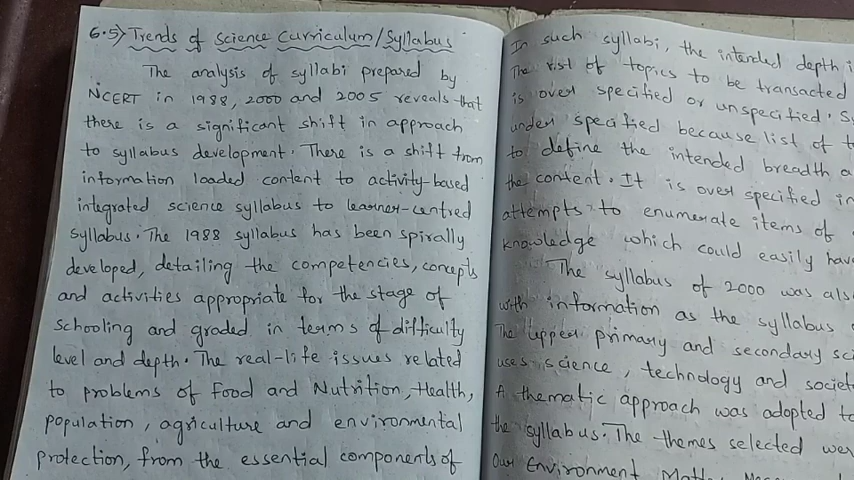 6.5) Trends of Science Curriculum/Syllabus
The analysis of syllabi prepared by
NCERT in 1988, 2000 and 2005 reveals that
there is a significant shift in approach
to syllabus development. There is a shift from
information loaded content to activity-based
integrated science syllabus to learner-centred
syllabus. The 1988 syllabus has been spirally
developed, detailing the competencies, concepts
and activities appropriate for the stage of
schooling and graded in terms of difficulty
level and depth. The real-life issues related
to problems of Food and Nutrition, Health,
population, agriculture and environmental
protection, from the essential components of
In such syllabi, the intended depth
The list of topics to be transacted
is over specified or unspecified.
under specified because list of
to define the intended breadth
the content. It is over specified in
attempts to enumerate items of
knowledge which could easily
The syllabus of 2000 was
with information as the syllabus
The upper primary and secondary
uses science, technology and
A thematic approach was adopted
the syllabus. The themes selected
Our Environment